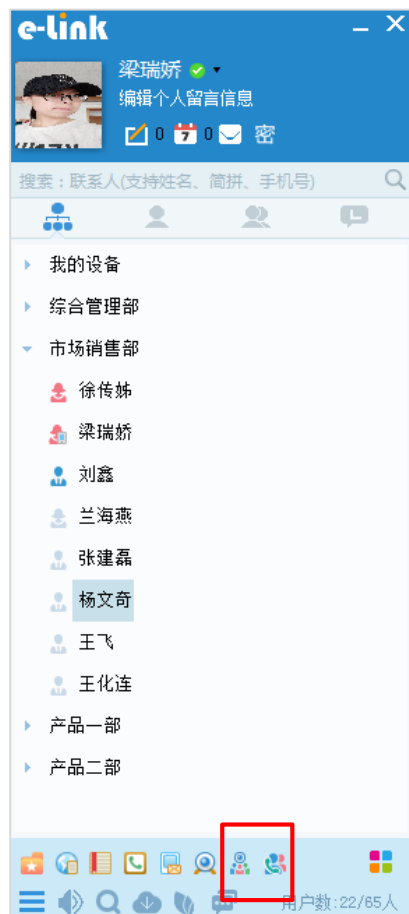 e-Link
梁瑞娇
编辑个人留言信息
0 7 0 密
搜索：联系人(支持姓名、简拼、手机号)
L
我的设备
综合管理部
市场销售部
徐传姊
梁瑞娇
刘鑫
兰海燕
张建磊
杨文奇
王飞
王化连
产品一部
产品二部
用户数:22/65人